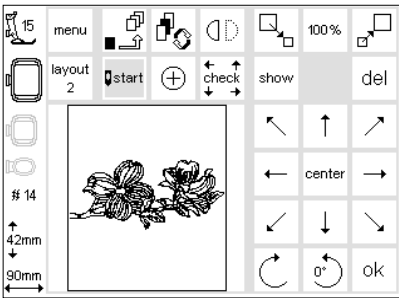 15
menu
100%
layout
2
start
check
show
del
# 14
center
42mm
90mm
0°
ok